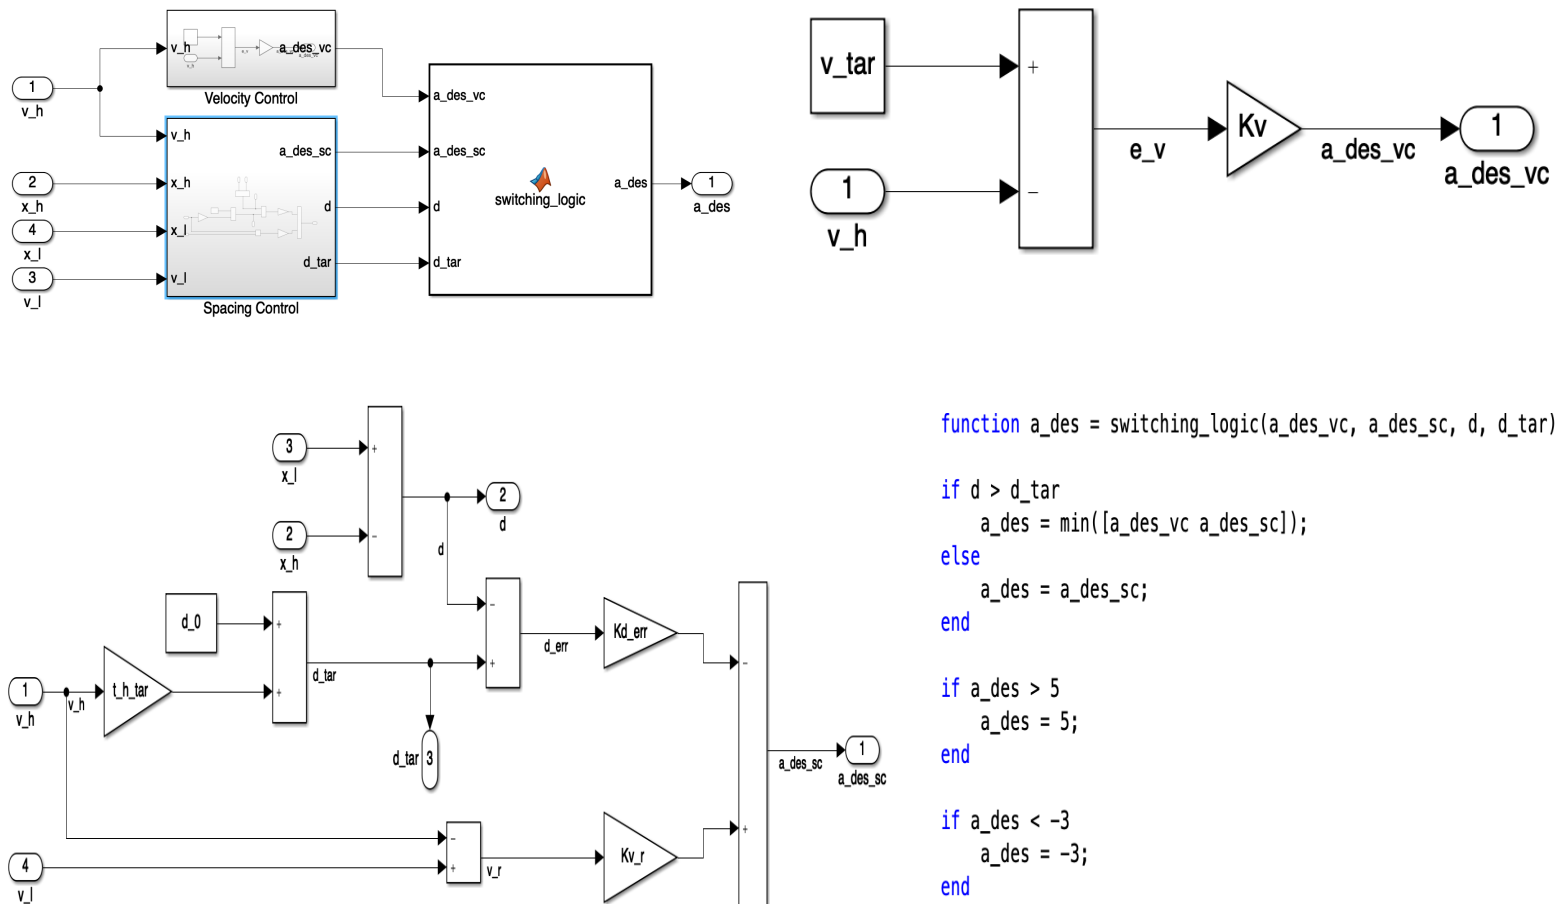 1
v_h
2
x_h
4
x_l
3
v_l
v_h
a_des_vc
Velocity Control
v_h
x_h
x_l
v_l
a_des_sc
d
d_tar
Spacing Control
a_des_vc
a_des_sc
d
d_tar
switching_logic
a_des
1
a_des
v_tar
1
v_h
+
−
e_v
Kv
a_des_vc
1
a_des_vc
3
x_l
2
x_h
+
-
2
d
d
d_0
1
v_h
v_h
t_h_tar
+
+
d_tar
d_tar
3
-
+
d_err
Kd_err
4
v_l
-
+
v_r
Kv_r
-
+
a_des_sc
1
a_des_sc
function a_des = switching_logic(a_des_vc, a_des_sc, d, d_tar)
if d > d_tar
a_des = min([a_des_vc a_des_sc]);
else
a_des = a_des_sc;
end
if a_des > 5
a_des = 5;
end
if a_des < −3
a_des = −3;
end